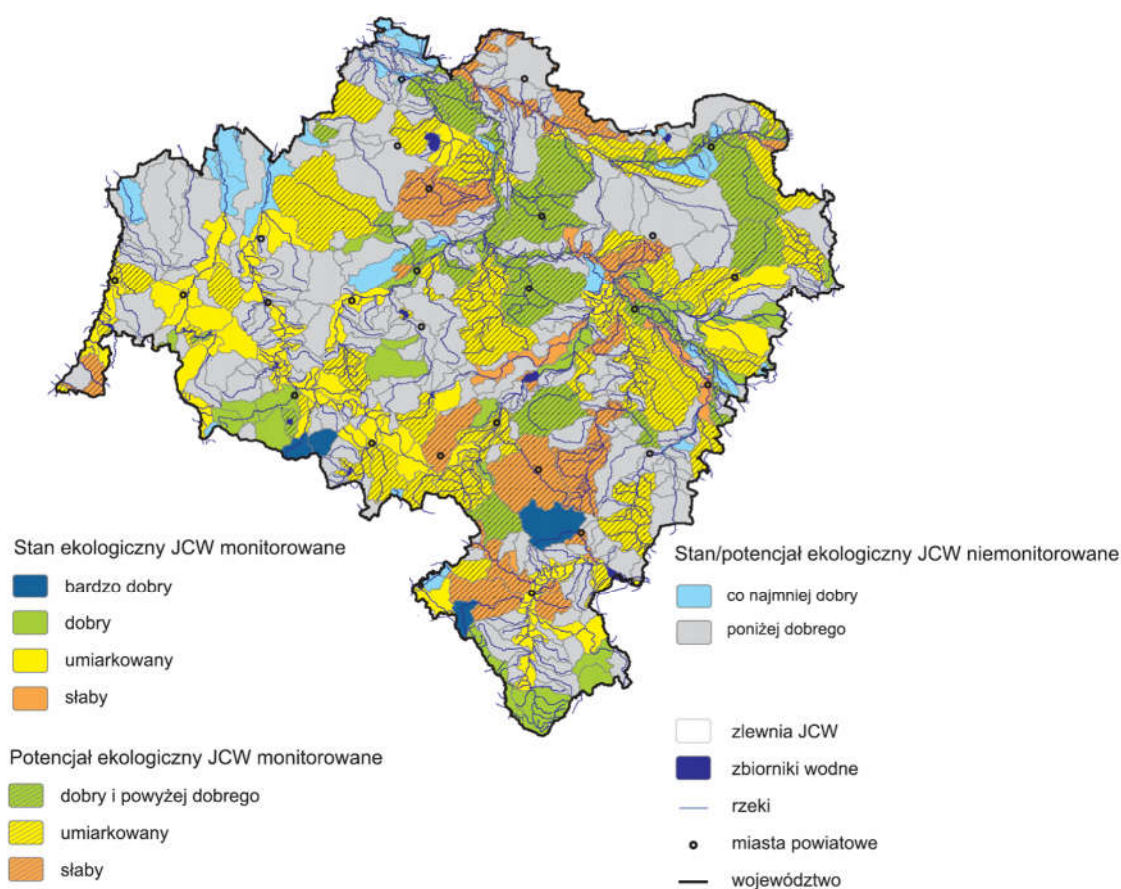 Stan ekologiczny JCW monitorowane
bardzo dobry
dobry
umiarkowany
słaby
Potencjał ekologiczny JCW monitorowane
dobry i powyżej dobrego
umiarkowany
słaby
Stan/potencjał ekologiczny JCW niemonitorowane
co najmniej dobry
poniżej dobrego
zlewnia JCW
zbiorniki wodne
rzeki
miasta powiatowe
województwo